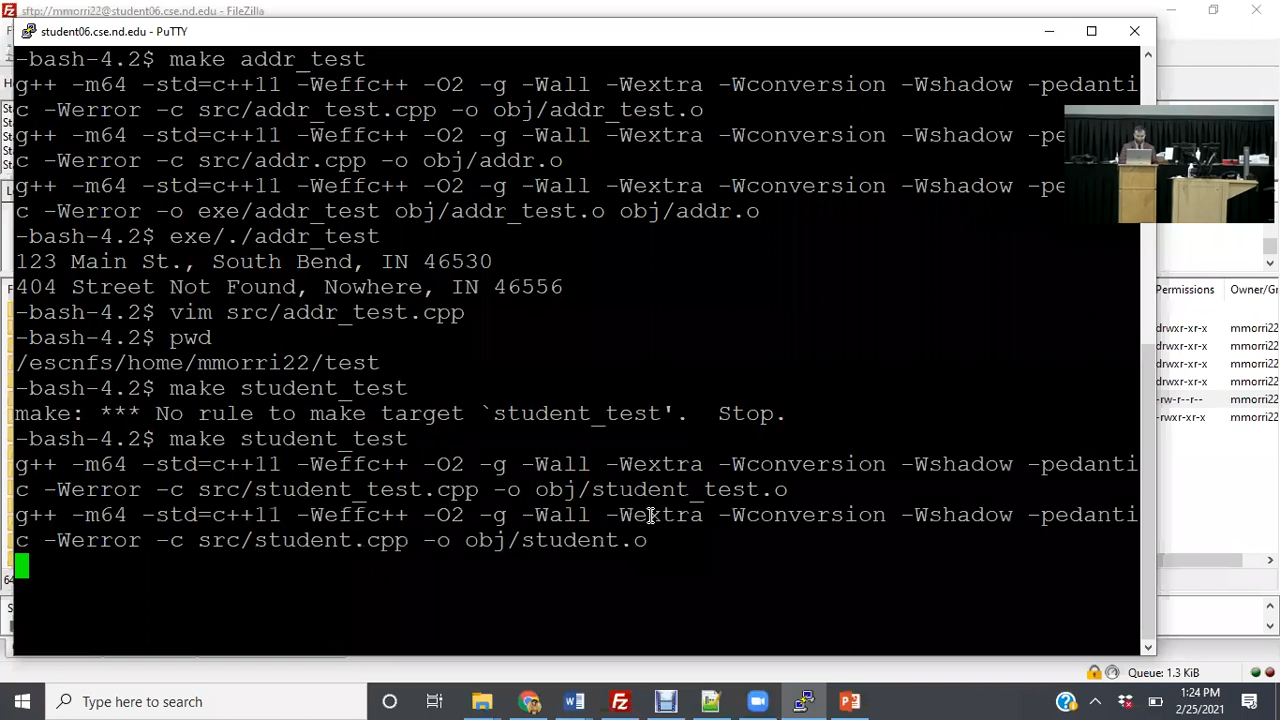 sftp://mmorri22@student06.cse.nd.edu - FileZilla
student06.cse.nd.edu - PuTTY
-bash-4.2$ make addr_test
g++ -m64 -std=c++11 -Weffc++ -O2 -g -Wall -Wextra -Wconversion -Wshadow -pedanti
c -Werror -c src/addr_test.cpp -o obj/addr_test.o
g++ -m64 -std=c++11 -Weffc++ -O2 -g -Wall -Wextra -Wconversion -Wshadow -pe
c -Werror -c src/addr.cpp -o obj/addr.o
g++ -m64 -std=c++11 -Weffc++ -O2 -g -Wall -Wextra -Wconversion -Wshadow -pe
c -Werror -o exe/addr_test obj/addr_test.o obj/addr.o
-bash-4.2$ exe/./addr_test
123 Main St., South Bend, IN 46530
404 Street Not Found, Nowhere, IN 46556
-bash-4.2$ vim src/addr_test.cpp
-bash-4.2$ pwd
/escnfs/home/mmorri22/test
-bash-4.2$ make student_test
make: *** No rule to make target `student_test'.  Stop.
-bash-4.2$ make student_test
g++ -m64 -std=c++11 -Weffc++ -O2 -g -Wall -Wextra -Wconversion -Wshadow -pedanti
c -Werror -c src/student_test.cpp -o obj/student_test.o
g++ -m64 -std=c++11 -Weffc++ -O2 -g -Wall -Wextra -Wconversion -Wshadow -pedanti
c -Werror -c src/student.cpp -o obj/student.o
Permissions Owner/Gr
drwxr-xr-x mmorri22
drwxr-xr-x mmorri22
drwxr-xr-x mmorri22
-rw-r--r-- mmorri22
-rwxr-xr-x mmorri22
Queue: 1.3 KiB
Type here to search
1:24 PM
2/25/2021